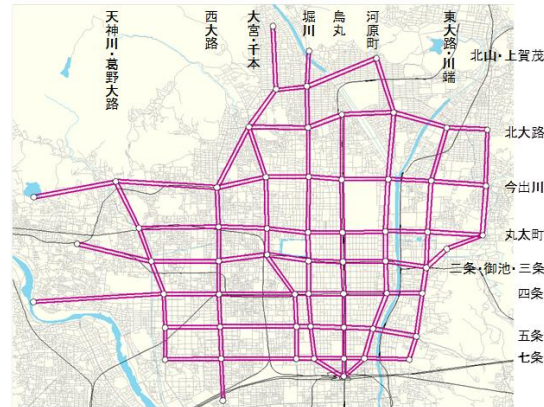 天神川・葛野大路
西大路
大宮・千本
堀川
烏丸
河原町
東大路・川端
北山・上賀茂
北大路
今出川
丸太町
二条・御池・三条
四条
五条
七条